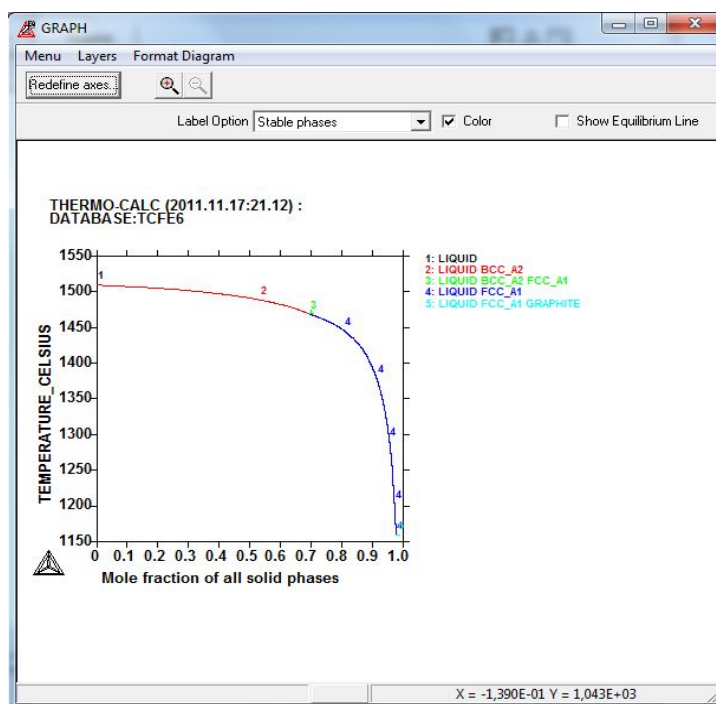 GRAPH
Menu Layers Format Diagram
Redefine axes...
Label Option Stable phases Color Show Equilibrium Line
THERMO-CALC (2011.11.17:21.12) :
DATABASE:TCFE6
1: LIQUID
2: LIQUID BCC_A2
3: LIQUID BCC_A2 FCC_A1
4: LIQUID FCC_A1
5: LIQUID FCC_A1 GRAPHITE
TEMPERATURE_CELSIUS
1550
1500
1450
1400
1350
1300
1250
1200
1150
1
2
3
4
4
4
4
4
0 0.1 0.2 0.3 0.4 0.5 0.6 0.7 0.8 0.9 1.0
Mole fraction of all solid phases
X = -1,390E-01 Y = 1,043E+03